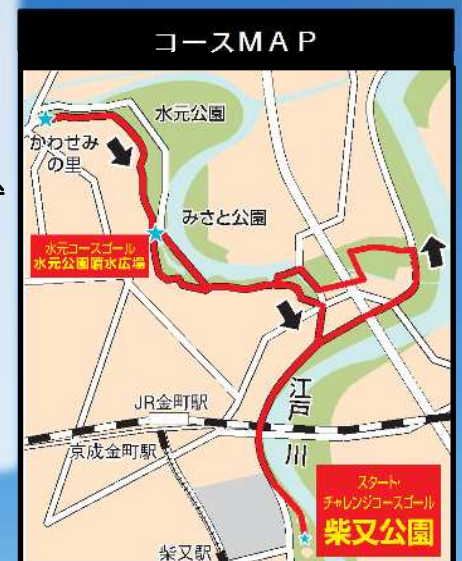 コースMAP
水元公園
かわせみ
の里
みさと公園
水元コースゴール
水元公園噴水広場
JR金町駅
江戸川
京成金町駅
スタート・
チャレンジコースゴール
柴又公園
柴又駅